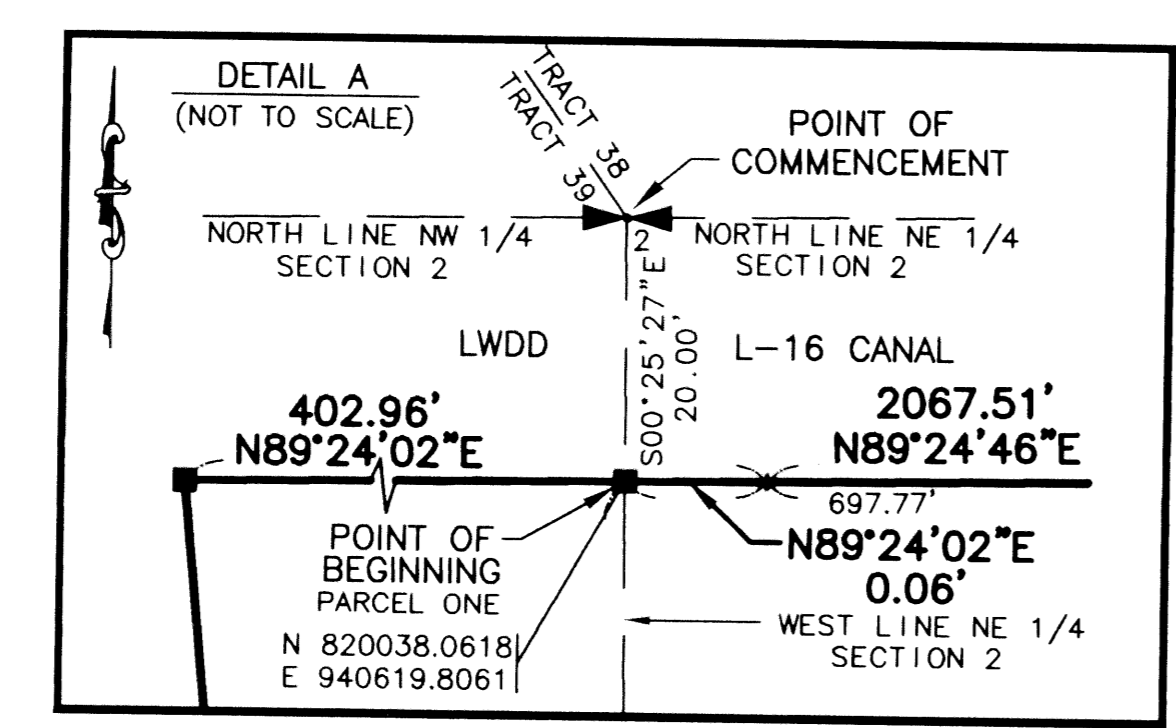 DETAIL A
(NOT TO SCALE)
TRACT 38
TRACT 39
POINT OF
COMMENCEMENT
NORTH LINE NW 1/4
SECTION 2
2
NORTH LINE NE 1/4
SECTION 2
S00°25'27"E
20.00'
LWDD
L-16 CANAL
402.96'
N89°24'02"E
2067.51'
N89°24'46"E
697.77'
N89°24'02"E
0.06'
POINT OF
BEGINNING
PARCEL ONE
N 820038.0618
E 940619.8061
WEST LINE NE 1/4
SECTION 2